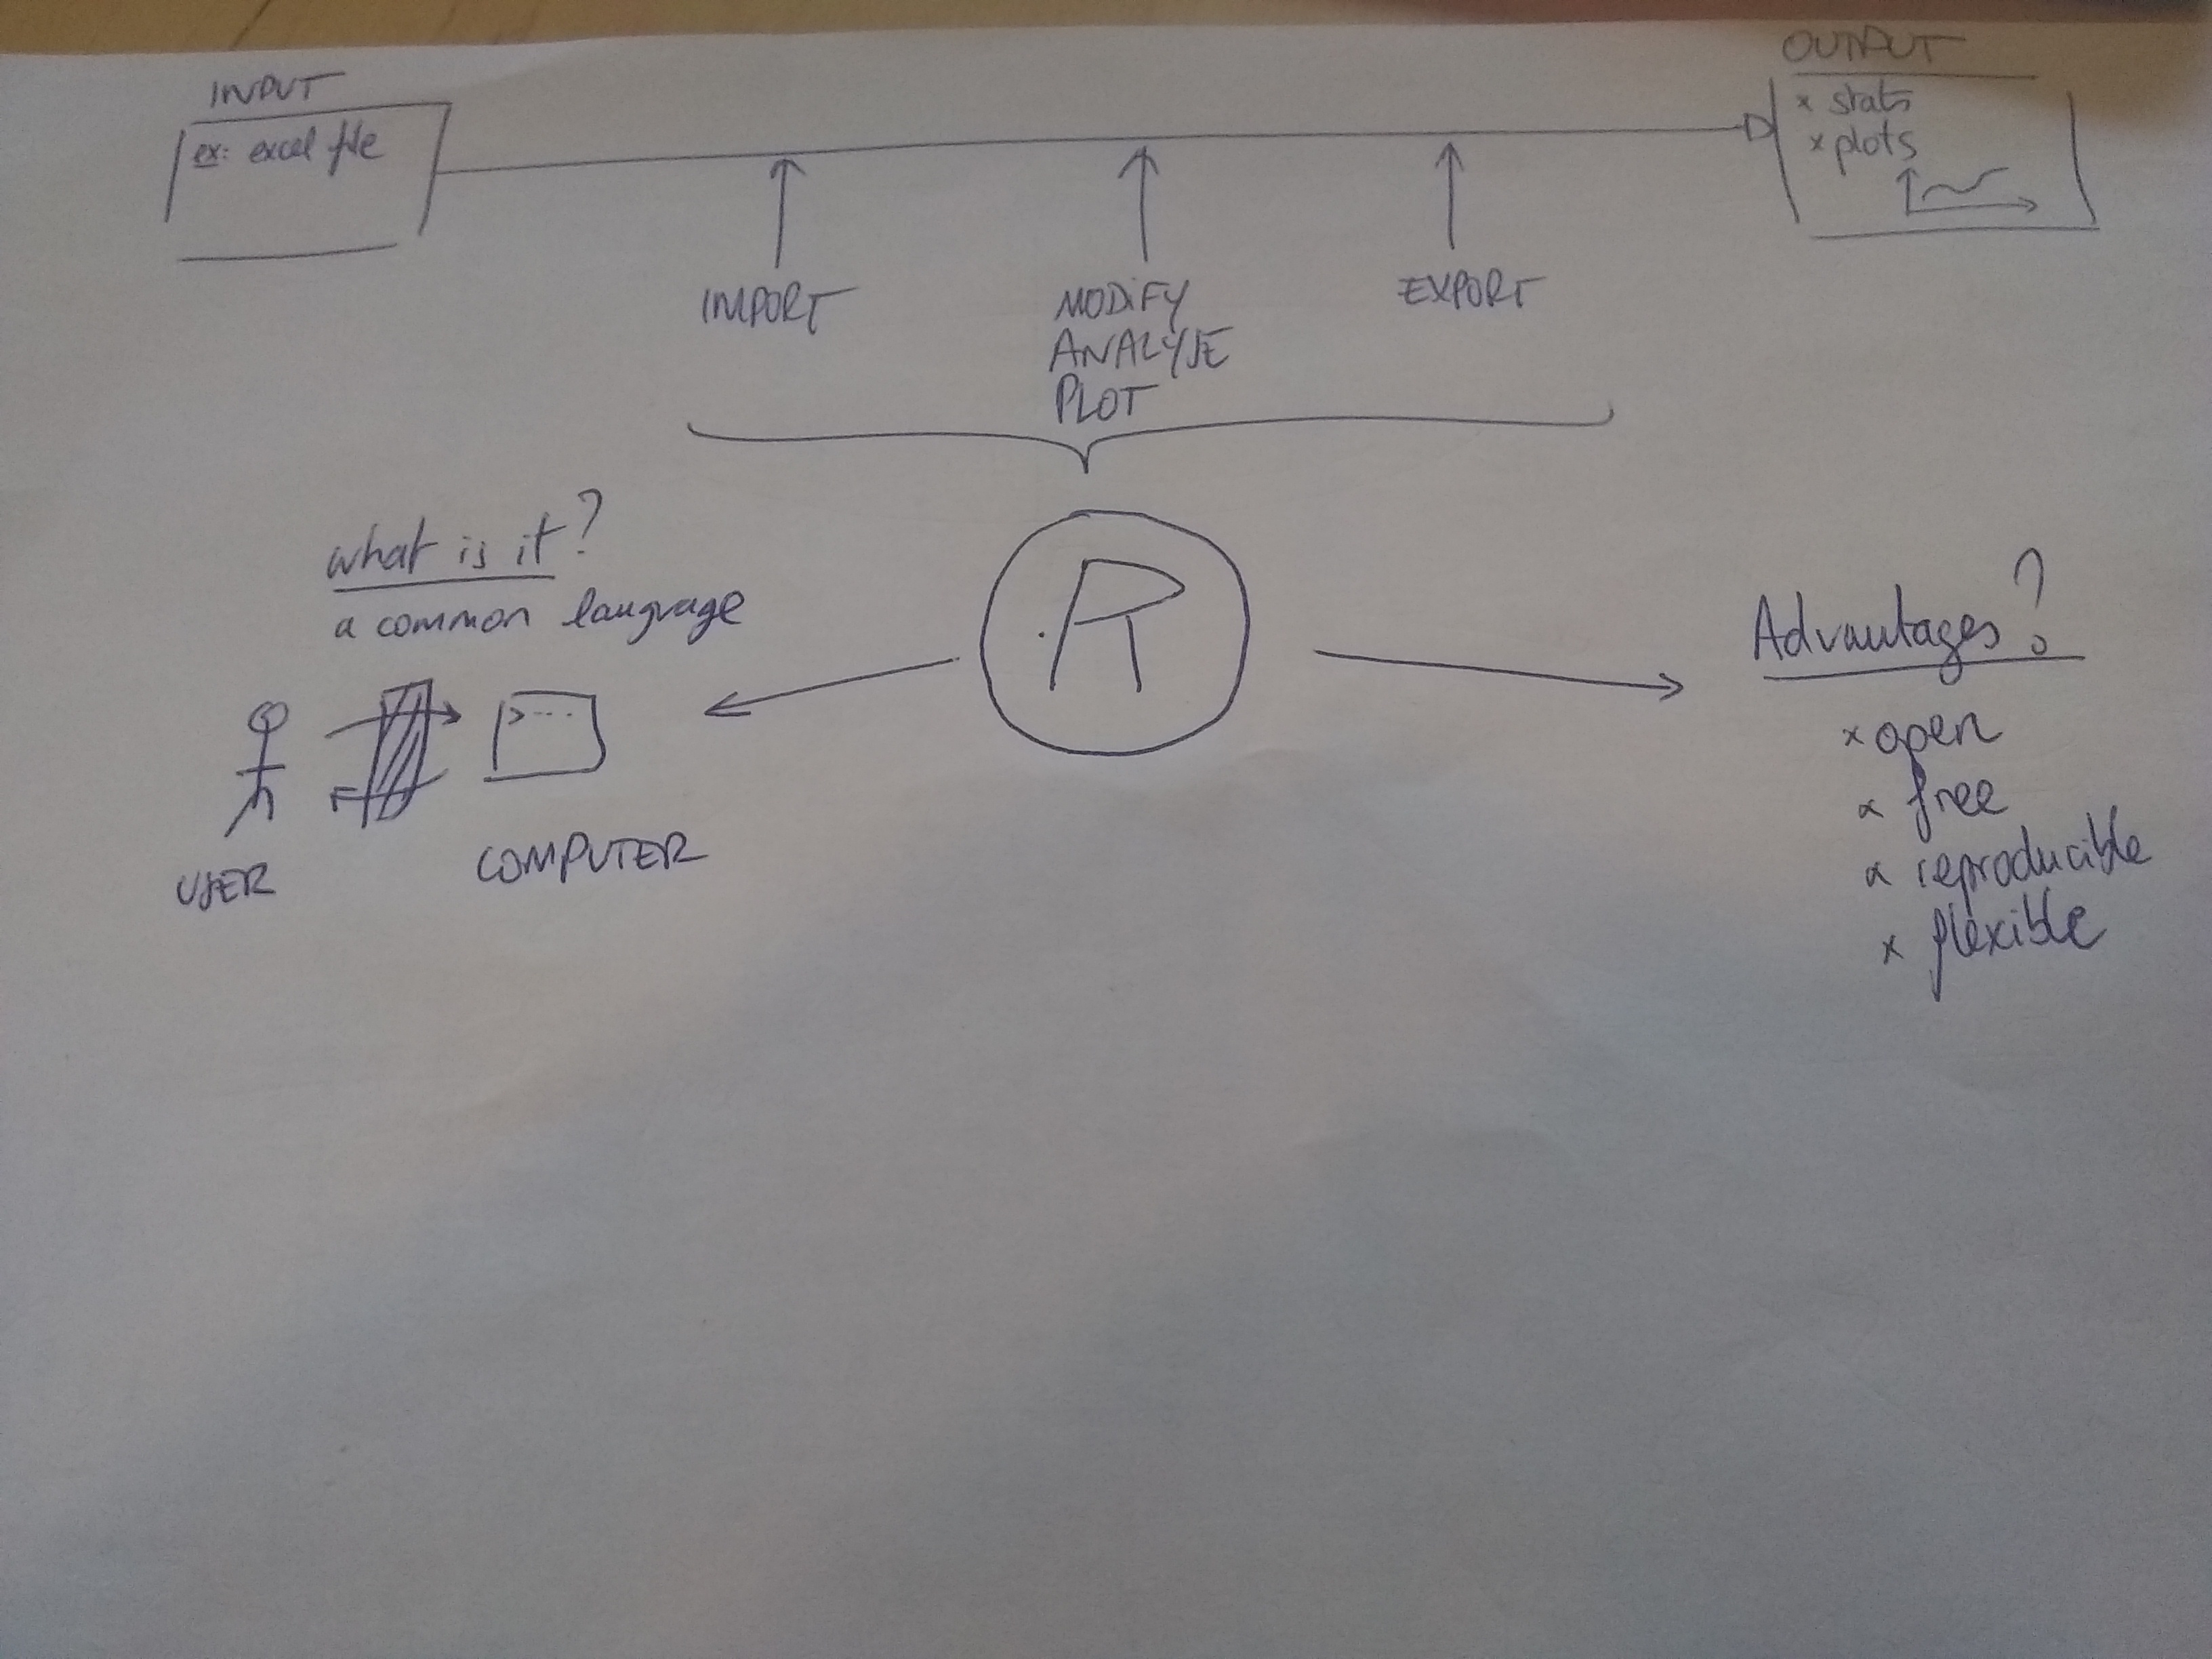 INPUT
ex: excel file
OUTPUT
x stats
x plots
IMPORT
MODIFY
ANALYSE
PLOT
EXPORT
what is it?
a common language
R
USER
>...
COMPUTER
Advantages?
x open
x free
x reproducible
x flexible